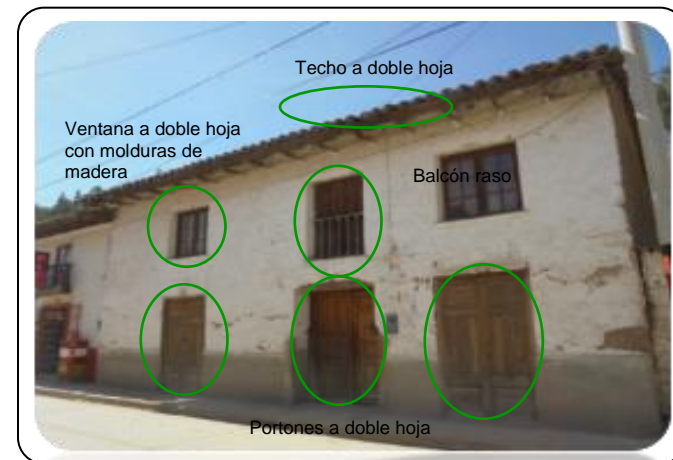 Techo a doble hoja
Ventana a doble hoja
con molduras de
madera
Balcón raso
Portones a doble hoja